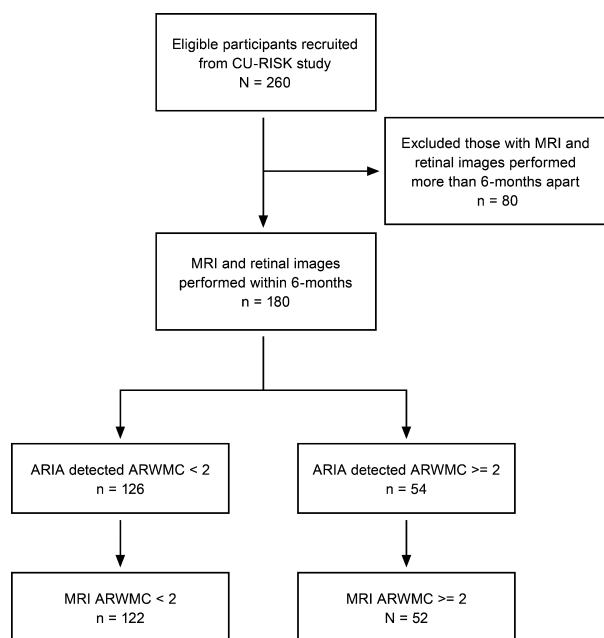 Eligible participants recruited
from CU-RISK study
N = 260
Excluded those with MRI and
retinal images performed
more than 6-months apart
n = 80
MRI and retinal images
performed within 6-months
n = 180
ARIA detected ARWMC < 2
n = 126
ARIA detected ARWMC >= 2
n = 54
MRI ARWMC < 2
n = 122
MRI ARWMC >= 2
N = 52